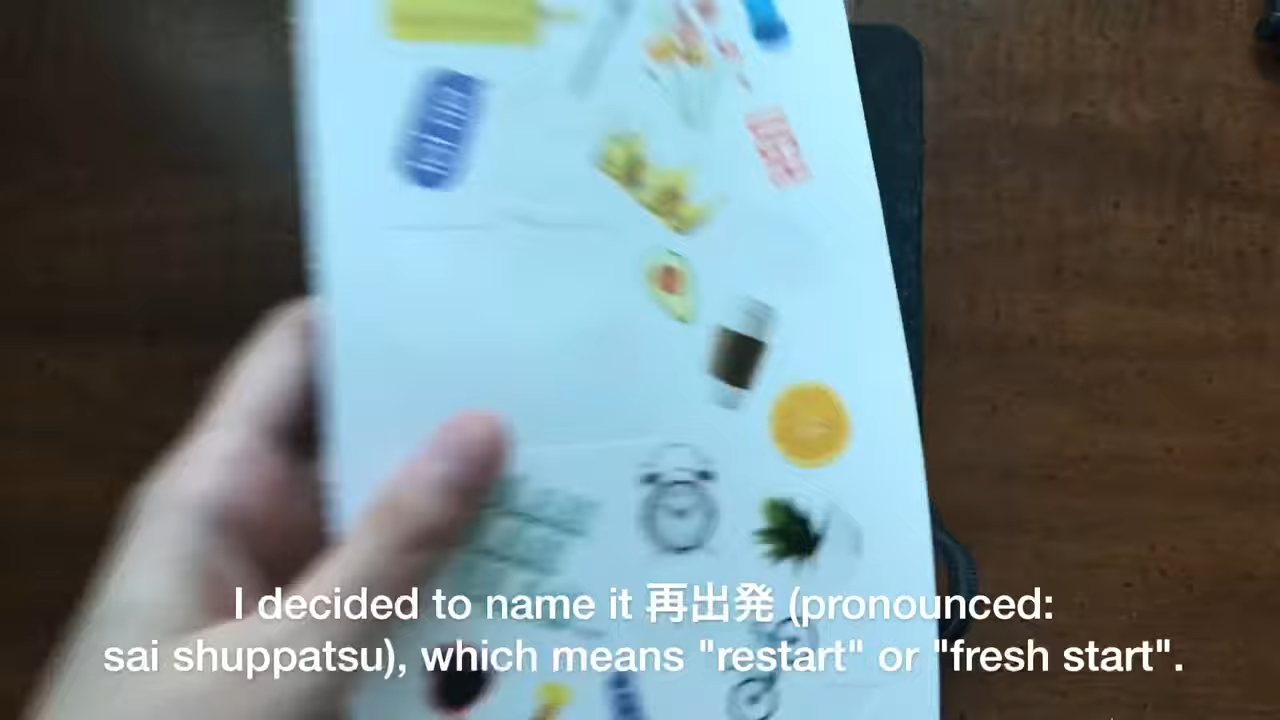 I decided to name it 再出発 (pronounced:
sai shuppatsu), which means "restart" or "fresh start".